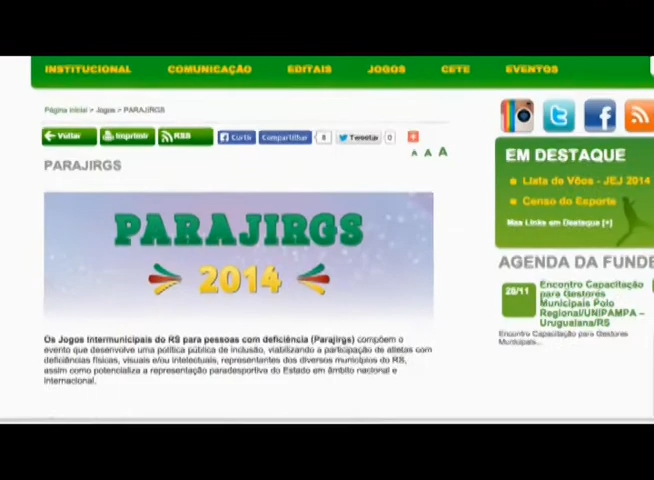 INSTITUCIONAL COMUNICAÇÃO EDITAIS JOGOS CETE EVENTOS
Página Inicial > Jogos > PARAJIRGS
Voltar Imprimir RSS Curtir Compartilhar 8 Tweetar 0
A A A
PARAJIRGS
PARAJIRGS
2014
Os Jogos Intermunicipais do RS para pessoas com deficiência (Parajirgs) compõem o
evento que desenvolve uma política pública de inclusão, viabilizando a participação de atletas com
deficiências físicas, visuais e/ou intelectuais, representantes dos diversos municípios do RS,
assim como potencializa a representação paradesportiva do Estado em âmbito nacional e
internacional.
EM DESTAQUE
Lista de Vôos - JEJ 2014
Censo do Esporte
Mas Links em Destaque [+]
AGENDA DA FUNDE
28/11
Encontro Capacitação
para Gestores
Municipais Polo
Regional/UNIPAMPA –
Uruguaiana/RS
Encontro Capacitação para Gestores
Municipais...